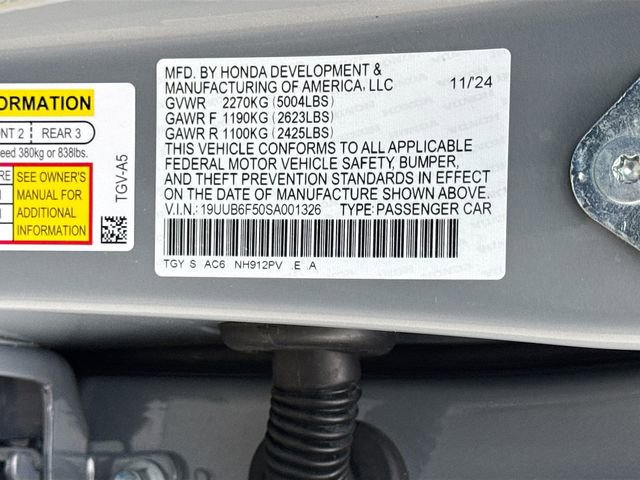 ORMATION
NT 2 REAR 3
eed 380kg or 838lbs.
RE SEE OWNER'S
MANUAL FOR
ADDITIONAL
INFORMATION
TGV-A5
MFD. BY HONDA DEVELOPMENT &
MANUFACTURING OF AMERICA, LLC 11/'24
GVWR 2270KG (5004LBS)
GAWR F 1190KG (2623LBS)
GAWR R 1100KG (2425LBS)
THIS VEHICLE CONFORMS TO ALL APPLICABLE
FEDERAL MOTOR VEHICLE SAFETY, BUMPER,
AND THEFT PREVENTION STANDARDS IN EFFECT
ON THE DATE OF MANUFACTURE SHOWN ABOVE.
V.I.N.: 19UUB6F50SA001326 TYPE: PASSENGER CAR
TGY S AC6 NH912PV .E .A